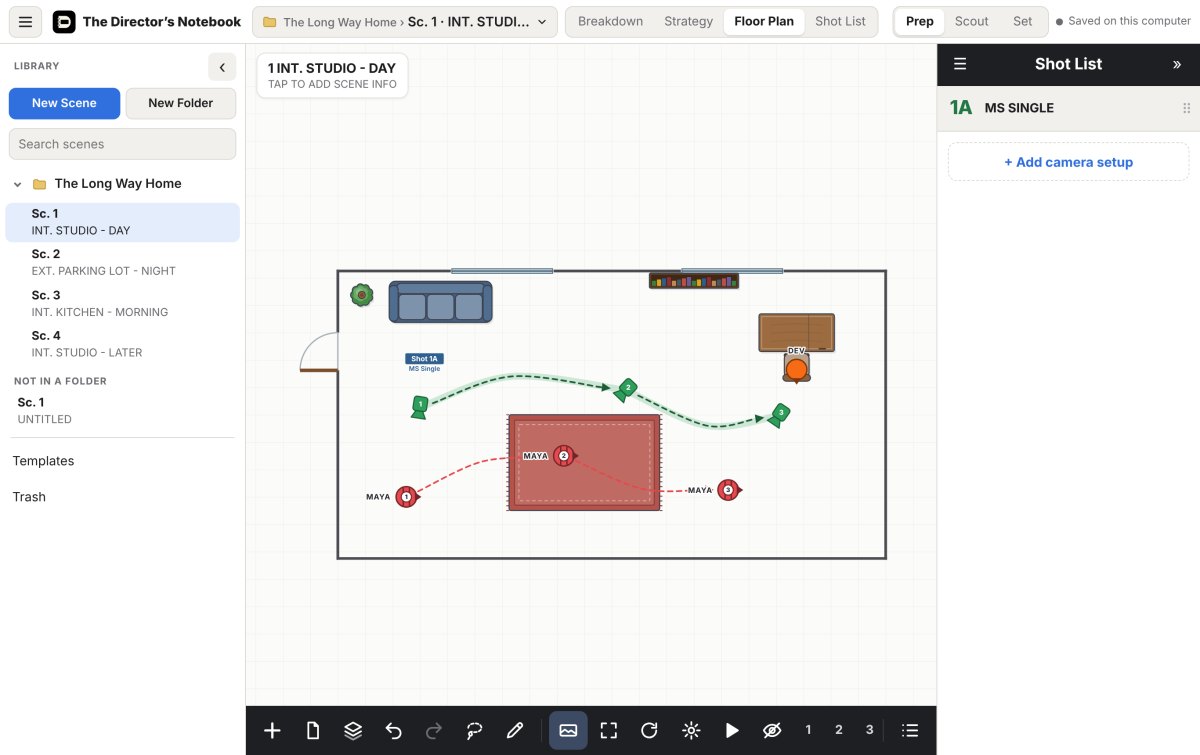 The Director's Notebook
The Long Way Home › Sc. 1 · INT. STUDI...
Breakdown
Strategy
Floor Plan
Shot List
Prep
Scout
Set
Saved on this computer
LIBRARY
New Scene
New Folder
Search scenes
The Long Way Home
Sc. 1
INT. STUDIO - DAY
Sc. 2
EXT. PARKING LOT - NIGHT
Sc. 3
INT. KITCHEN - MORNING
Sc. 4
INT. STUDIO - LATER
NOT IN A FOLDER
Sc. 1
UNTITLED
Templates
Trash
1 INT. STUDIO - DAY
TAP TO ADD SCENE INFO
DEV
Shot 1A
MS Single
1
2
3
MAYA 2
MAYA 1
MAYA 3
1 2 3
Shot List
1A MS SINGLE
+ Add camera setup